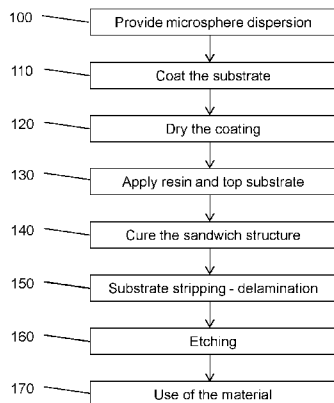 100 Provide microsphere dispersion
110 Coat the substrate
120 Dry the coating
130 Apply resin and top substrate
140 Cure the sandwich structure
150 Substrate stripping - delamination
160 Etching
170 Use of the material